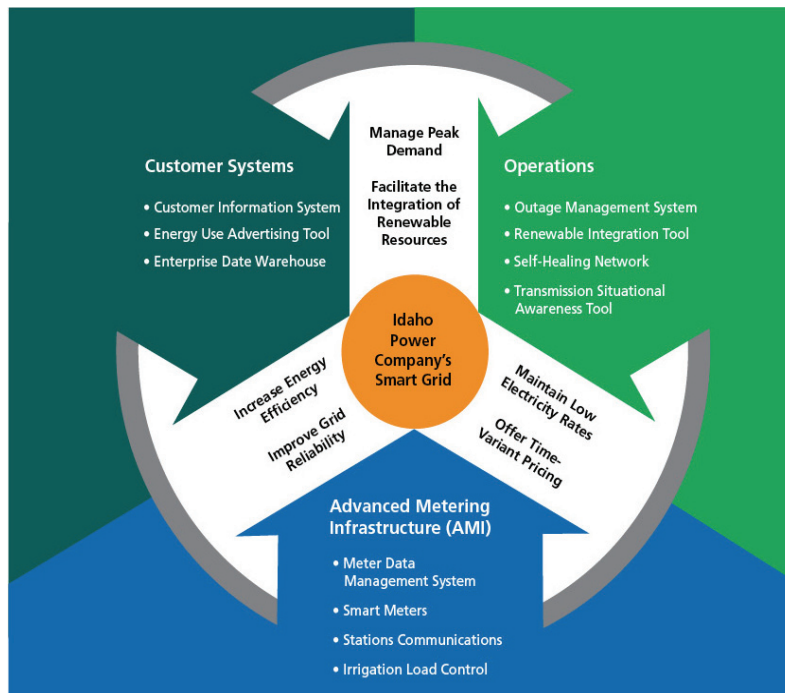 Manage Peak
Demand
Facilitate the
Integration of
Renewable
Resources
Customer Systems
• Customer Information System
• Energy Use Advertising Tool
• Enterprise Date Warehouse
Operations
• Outage Management System
• Renewable Integration Tool
• Self-Healing Network
• Transmission Situational
Awareness Tool
Idaho
Power
Company's
Smart Grid
Increase Energy
Efficiency
Improve Grid
Reliability
Maintain Low
Electricity Rates
Offer Time-
Variant Pricing
Advanced Metering
Infrastructure (AMI)
• Meter Data
Management System
• Smart Meters
• Stations Communications
• Irrigation Load Control